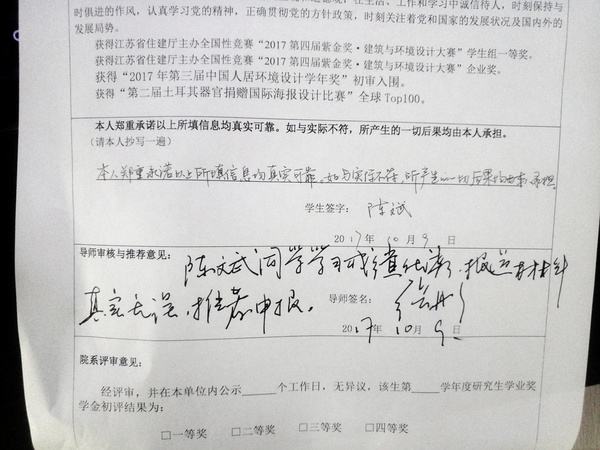 时俱进的作风，认真学习党的精神，正确贯彻党的方针政策，时刻关注着党和国家的发展状况及国内外的
发展局势。
获得江苏省住建厅主办全国性竞赛“2017 第四届紫金奖·建筑与环境设计大赛”学生组一等奖。
获得江苏省住建厅主办全国性竞赛“2017 第四届紫金奖·建筑与环境设计大赛”企业奖。
获得“2017 年第三届中国人居环境设计学年奖”初审入围。
获得“第二届土耳其器官捐赠国际海报设计比赛”全球 Top100。
本人郑重承诺以上所填信息均真实可靠。如与实际不符，所产生的一切后果均由本人承担。
(请本人抄写一遍)
本人郑重承诺以上所填信息均真实可靠。如与实际不符，所产生的一切后果均由本人承担。
学生签字：陈斌
2017年 10 月 9 日
导师审核与推荐意见：陈文斌同学学习成绩优秀，报送材料
真实无误，推荐申报。
导师签名：
2017 年 10 月 9 日
院系评审意见：
经评审，并在本单位内公示_____个工作日，无异议，该生第_____学年度研究生学业奖
学金初评结果为：
□一等奖 □二等奖 □三等奖 □四等奖